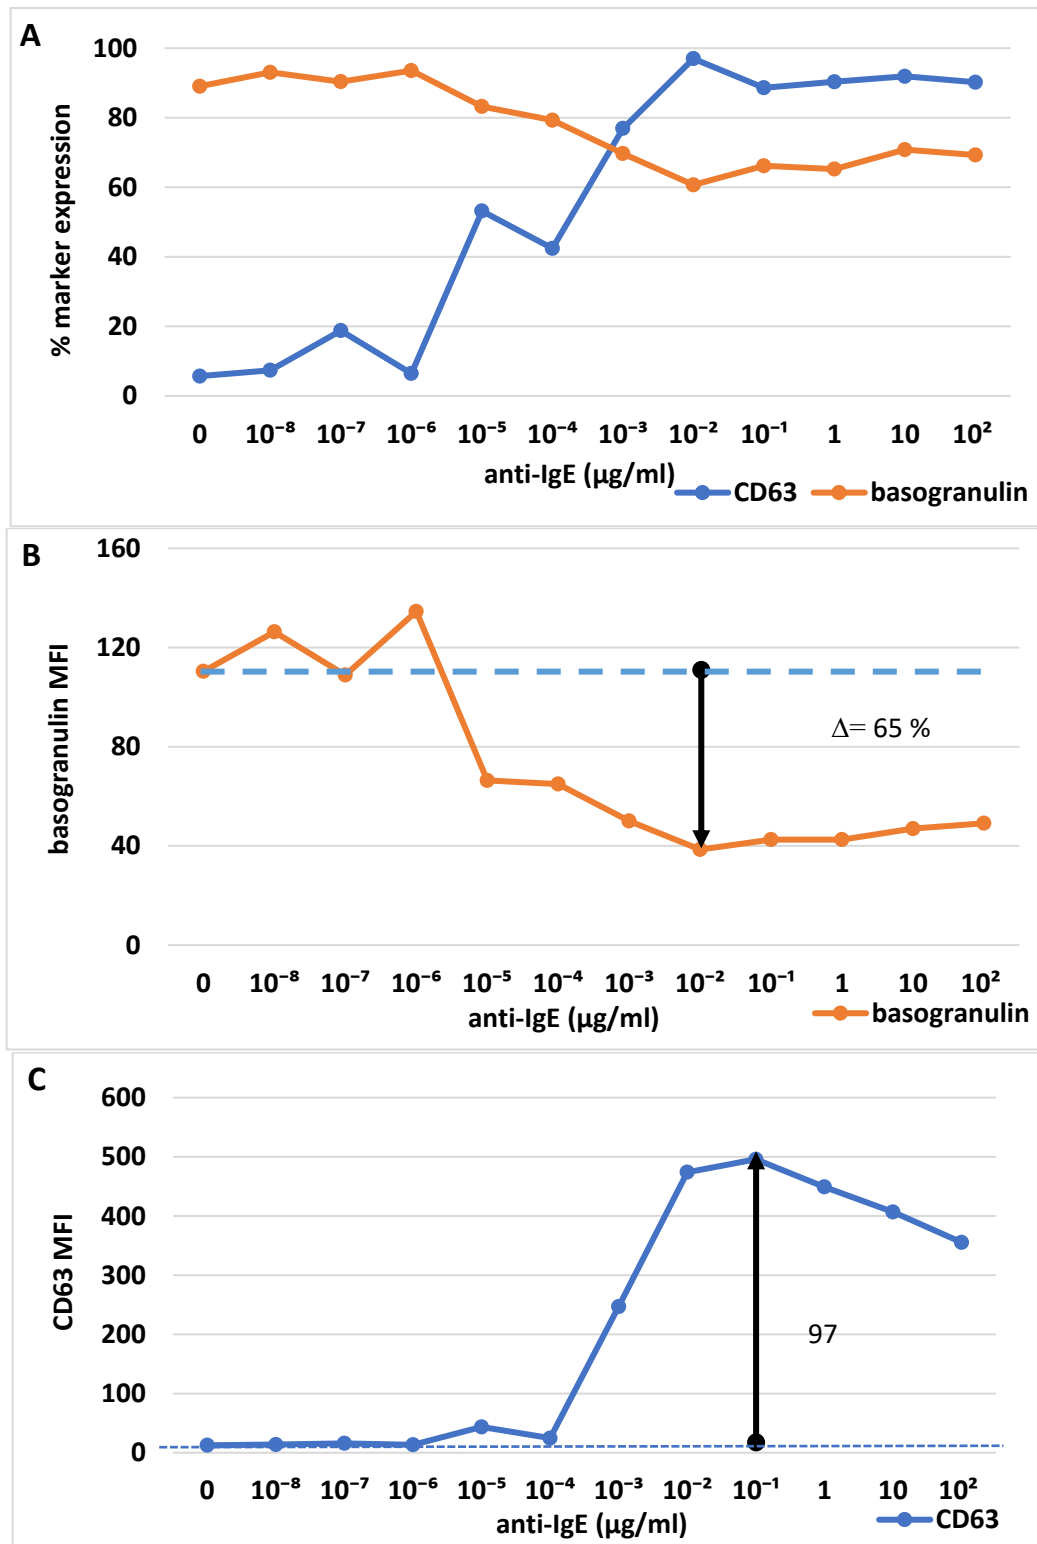 A
100
80
60
40
20
0
% marker expression
0 10⁻⁸ 10⁻⁷ 10⁻⁶ 10⁻⁵ 10⁻⁴ 10⁻³ 10⁻² 10⁻¹ 1 10 10²
anti-IgE (µg/ml)
CD63 basogranulin
B
160
120
80
40
0
basogranulin MFI
Δ= 65 %
0 10⁻⁸ 10⁻⁷ 10⁻⁶ 10⁻⁵ 10⁻⁴ 10⁻³ 10⁻² 10⁻¹ 1 10 10²
anti-IgE (µg/ml)
basogranulin
C
600
500
400
300
200
100
0
CD63 MFI
97
0 10⁻⁸ 10⁻⁷ 10⁻⁶ 10⁻⁵ 10⁻⁴ 10⁻³ 10⁻² 10⁻¹ 1 10 10²
anti-IgE (µg/ml)
CD63